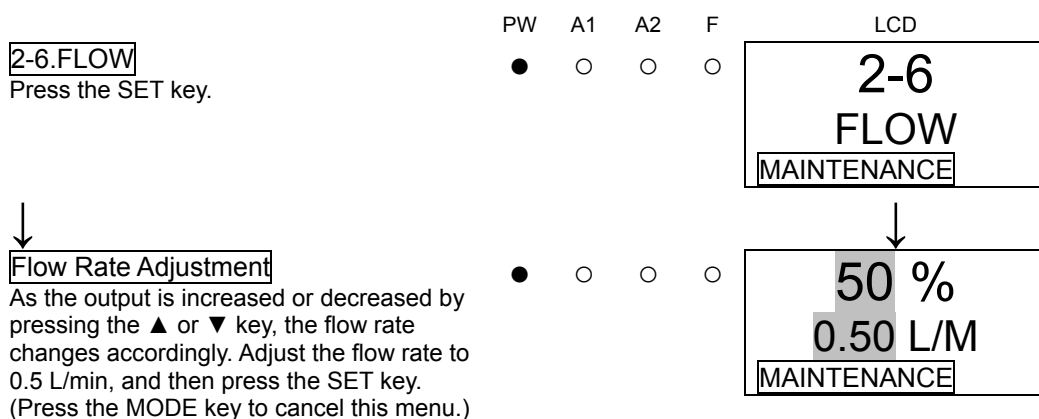 PW A1 A2 F LCD
2-6.FLOW
Press the SET key.
● ○ ○ ○
2-6
FLOW
MAINTENANCE
↓ ↓
Flow Rate Adjustment
As the output is increased or decreased by
pressing the ▲ or ▼ key, the flow rate
changes accordingly. Adjust the flow rate to
0.5 L/min, and then press the SET key.
(Press the MODE key to cancel this menu.)
● ○ ○ ○
50 %
0.50 L/M
MAINTENANCE